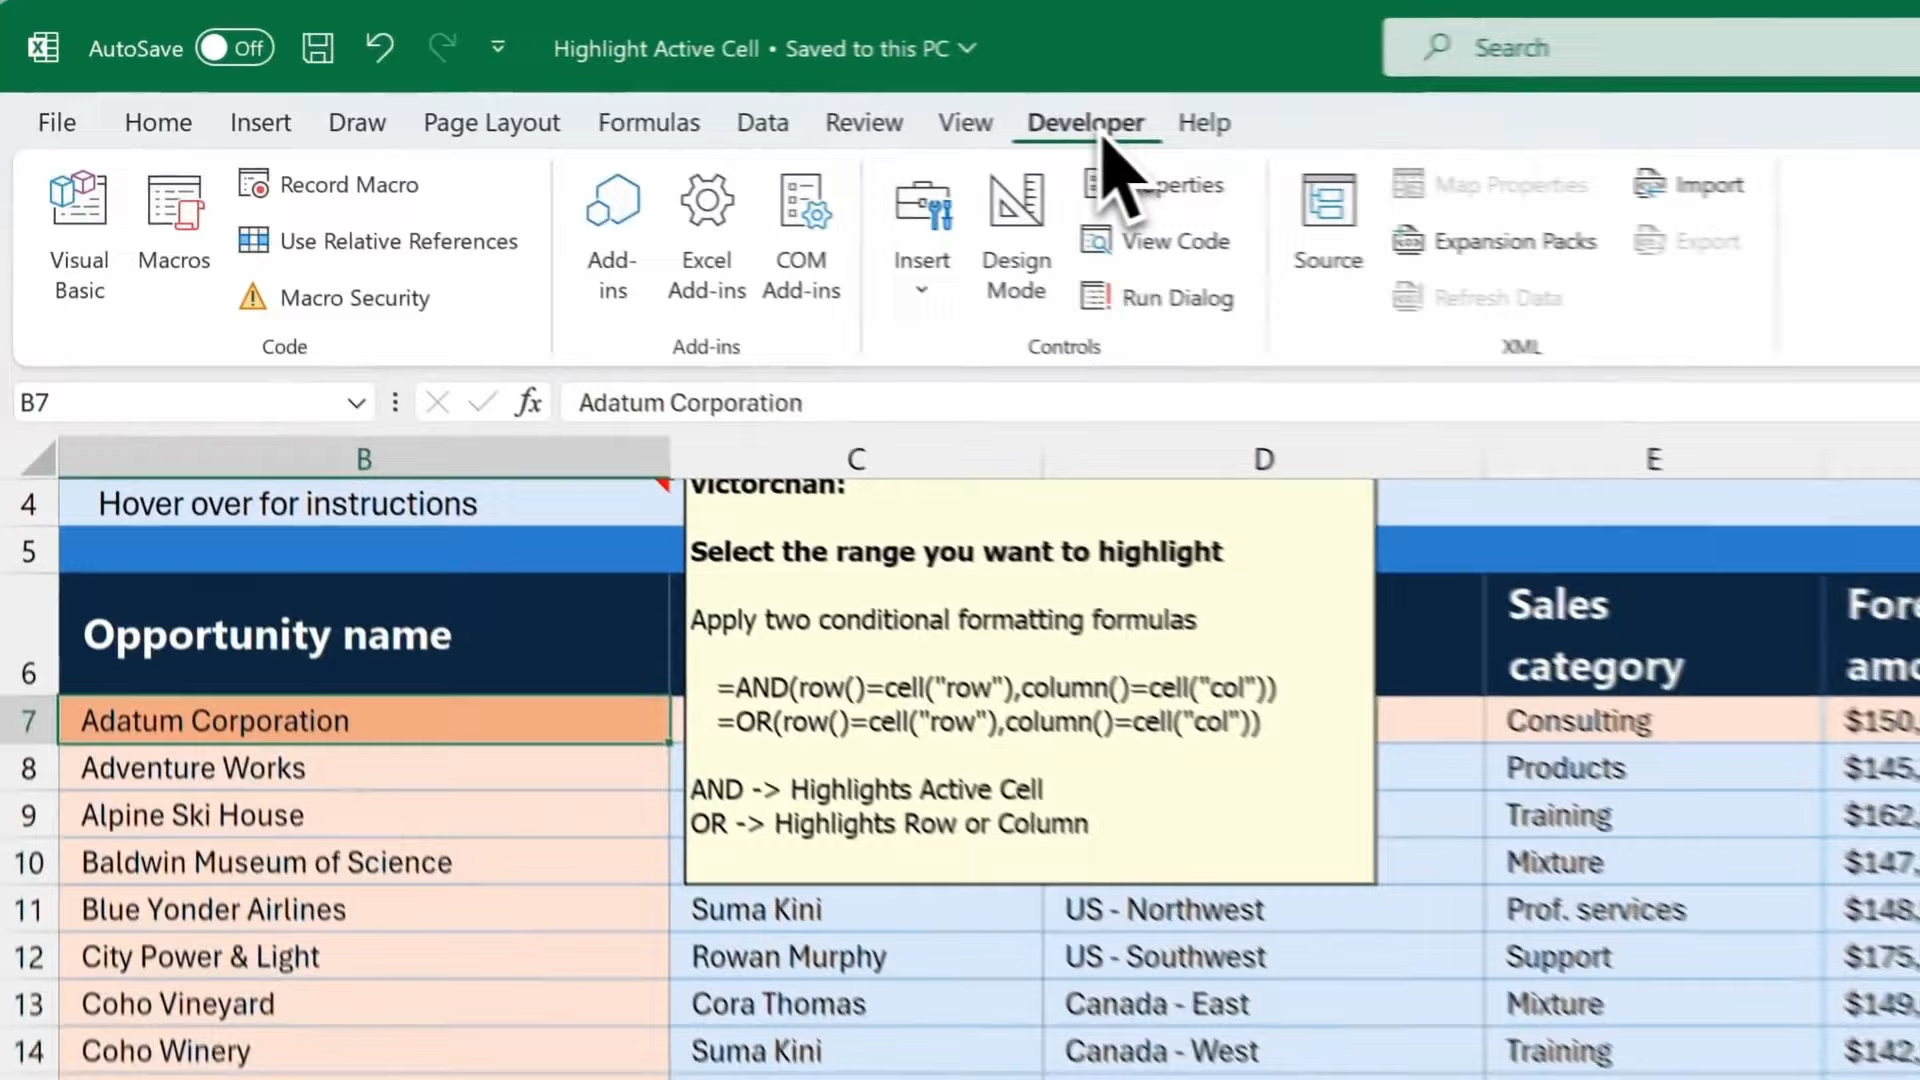 AutoSave Off Highlight Active Cell • Saved to this PC Search
File Home Insert Draw Page Layout Formulas Data Review View Developer Help
Visual Basic
Macros
Record Macro
Use Relative References
Macro Security
Code
Add-ins
Excel Add-ins
COM Add-ins
Add-ins
Insert
Design Mode
perties
View Code
Run Dialog
Controls
Source
Map Properties
Expansion Packs
Refresh Data
Import
Export
XML
B7 fx Adatum Corporation
B C D E
4 Hover over for instructions
5
6 Opportunity name Sales category
7 Adatum Corporation Consulting $150,
8 Adventure Works Products $145,
9 Alpine Ski House Training $162,
10 Baldwin Museum of Science Mixture $147,
11 Blue Yonder Airlines Suma Kini US - Northwest Prof. services $148,
12 City Power & Light Rowan Murphy US - Southwest Support $175,
13 Coho Vineyard Cora Thomas Canada - East Mixture $149,
14 Coho Winery Suma Kini Canada - West Training $142,
victorchan:
Select the range you want to highlight
Apply two conditional formatting formulas
=AND(row()=cell("row"),column()=cell("col"))
=OR(row()=cell("row"),column()=cell("col"))
AND -> Highlights Active Cell
OR -> Highlights Row or Column